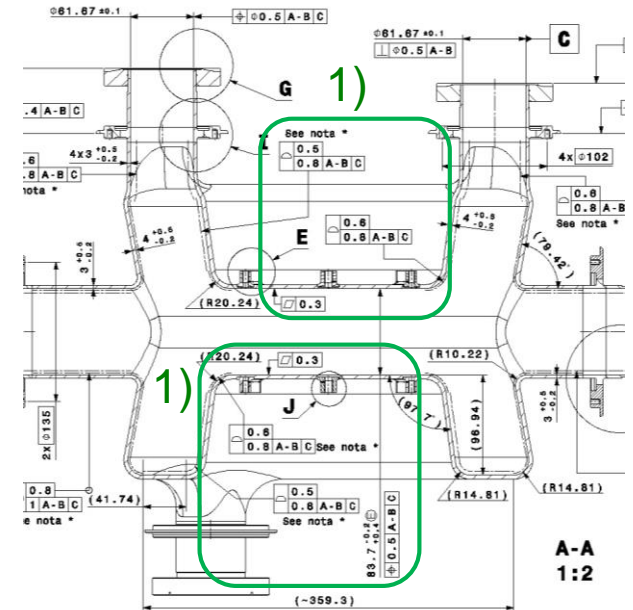 Φ61.67 ±0.1
⌖ Φ0.5 A-B C
Φ61.67 ±0.1
⊥ Φ0.5 A-B
C
G
1)
.4 A-B C
I
See nota *
⌓ 0.5
0.8 A-B C
4x3 +0.5 -0.2
4x Φ102
.6
.8 A-B C
nota *
⌓ 0.6
0.8 A-B
See nota *
⌓ 0.6
0.8 A-B C
E
4 +0.5 -0.2
4 +0.5 -0.2
3 +0.5 -0.2
(79.42°)
(R20.24)
⏥ 0.3
(R20.24)
⏥ 0.3
(R10.22)
1)
J
(97.7°)
(96.94)
3 +0.5 -0.2
2x Φ135
⌓ 0.6
0.8 A-B C See nota *
0.8
1 A-B C
e nota *
(41.74)
⌓ 0.5
0.6 A-B C
See nota *
83.7 -0.2 +0.4 Ⓔ
⌖ 0.5 A-B C
(R14.81)
(R14.81)
A-A
1:2
(~359.3)